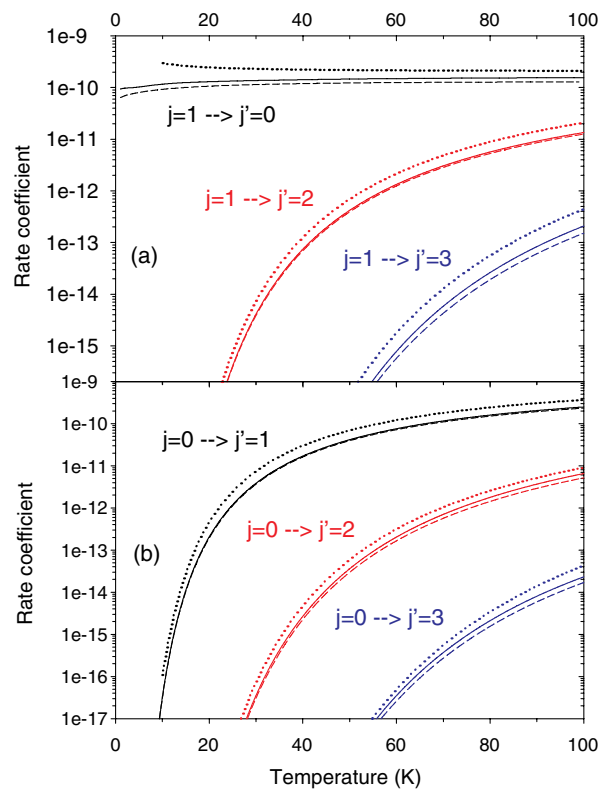 0 20 40 60 80 100
1e-9
1e-10
1e-11
1e-12
1e-13
1e-14
1e-15
1e-9
Rate coefficient
j=1 --> j'=0
j=1 --> j'=2
j=1 --> j'=3
(a)
1e-10
1e-11
1e-12
1e-13
1e-14
1e-15
1e-16
1e-17
Rate coefficient
j=0 --> j'=1
j=0 --> j'=2
j=0 --> j'=3
(b)
0 20 40 60 80 100
Temperature (K)